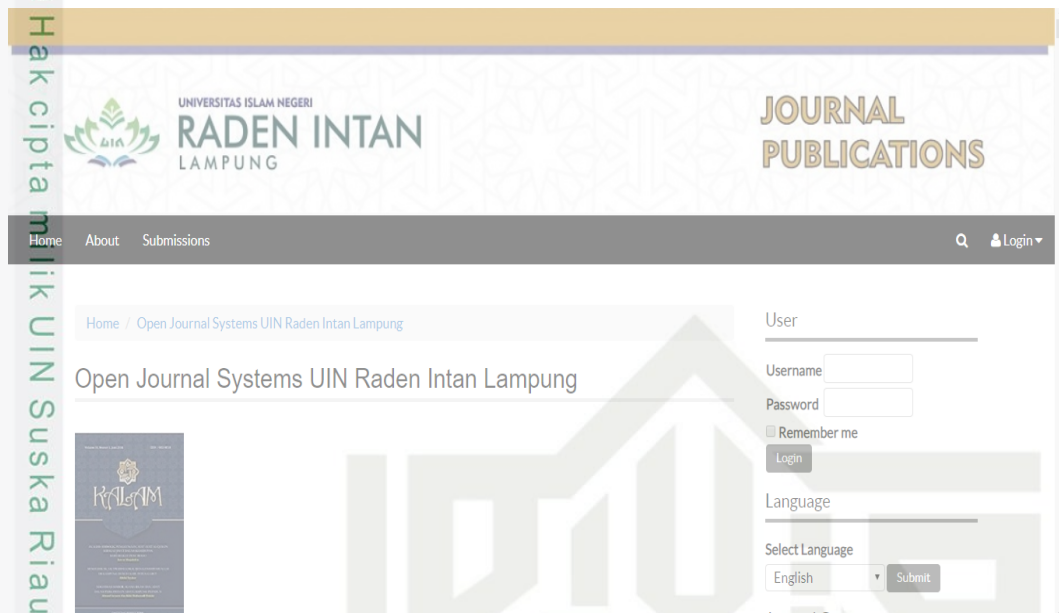 Hak cipta milik UIN Suska Riau
UNIVERSITAS ISLAM NEGERI
RADEN INTAN
LAMPUNG
JOURNAL
PUBLICATIONS
Home About Submissions
Login
Home / Open Journal Systems UIN Raden Intan Lampung
Open Journal Systems UIN Raden Intan Lampung
KALAM
User
Username
Password
Remember me
Login
Language
Select Language
English
Submit